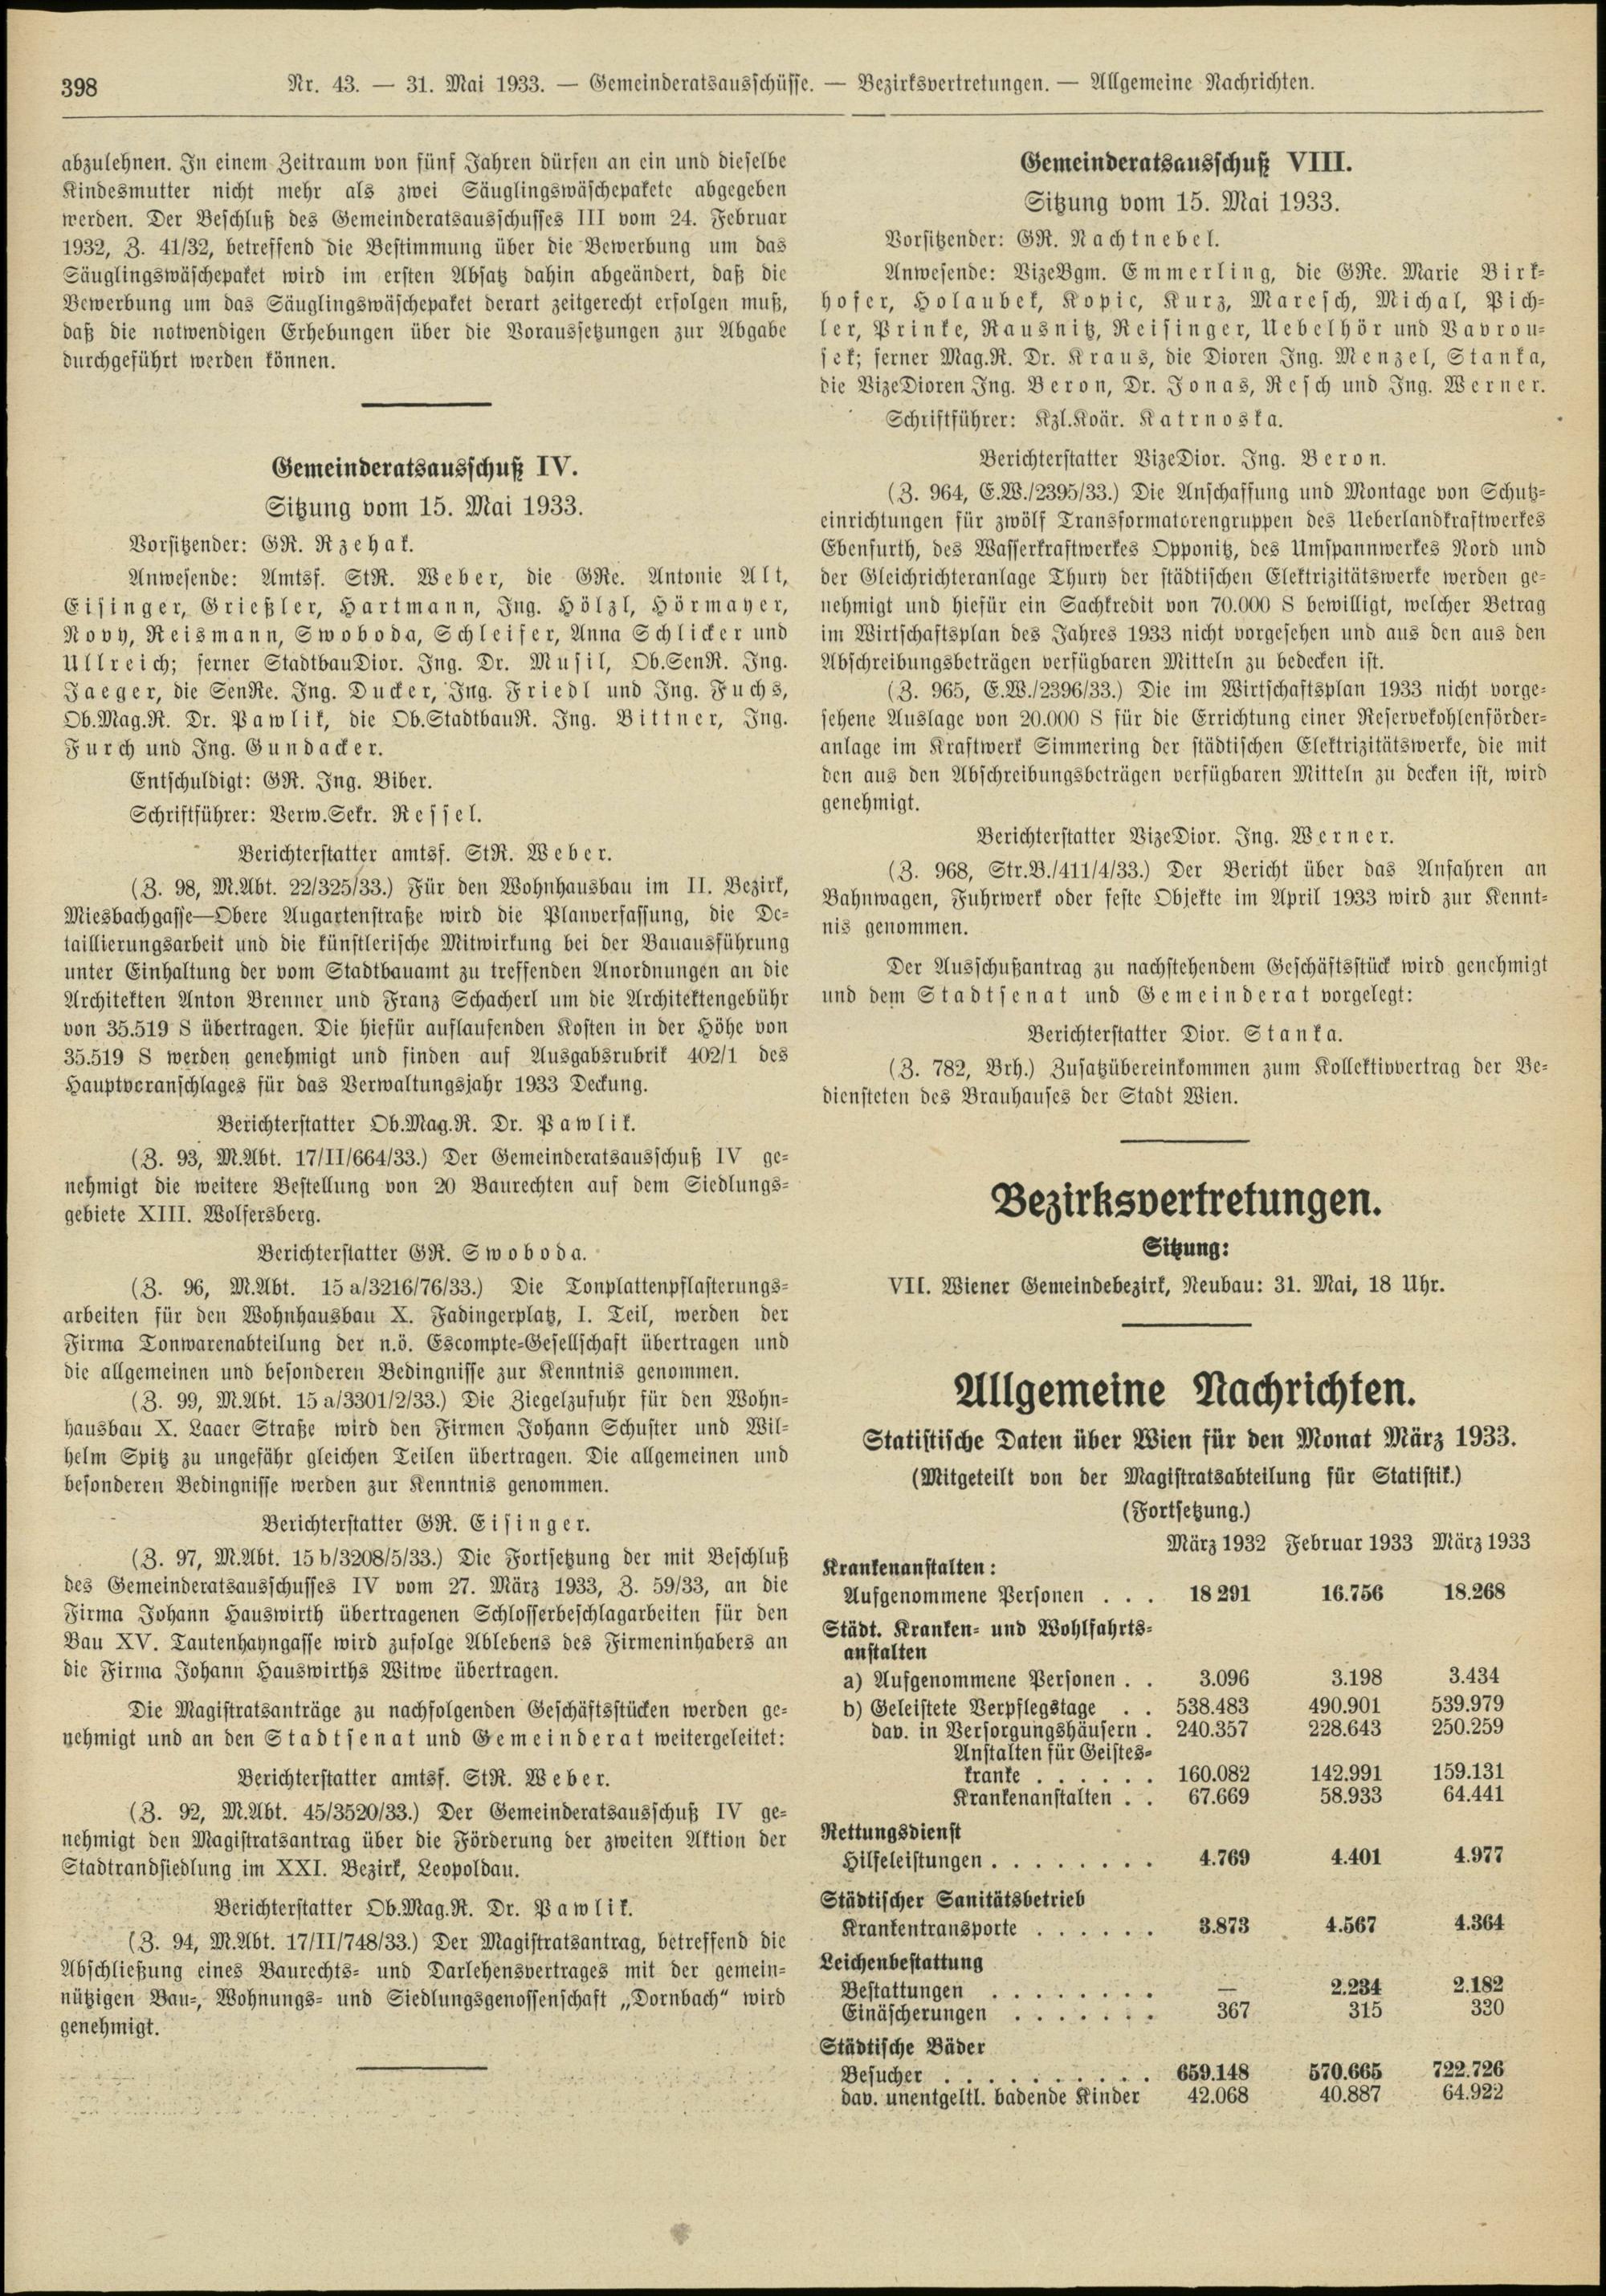 398
Nr. 43. — 31. Mai 1933. — Gemeinderatsausschüsse. — Bezirksvertretungen. — Allgemeine Nachrichten.
abzulehnen. In einem Zeitraum von fünf Jahren dürfen an ein und dieselbe
Kindesmutter nicht mehr als zwei Säuglingswäschepakete abgegeben
werden. Der Beschluß des Gemeinderatsausschusses III vom 24. Februar
1932, Z. 41/32, betreffend die Bestimmung über die Bewerbung um das
Säuglingswäschepaket wird im ersten Absatz dahin abgeändert, daß die
Bewerbung um das Säuglingswäschepaket derart zeitgerecht erfolgen muß,
daß die notwendigen Erhebungen über die Voraussetzungen zur Abgabe
durchgeführt werden können.
Gemeinderatsausschuß IV.
Sitzung vom 15. Mai 1933.
Vorsitzender: GR. Rzehak.
Anwesende: Amtsf. StR. Weber, die GRe. Antonie Alt,
Eisinger, Grießler, Hartmann, Ing. Hölzl, Hörmayer,
Novy, Reismann, Swoboda, Schleifer, Anna Schlicker und
Ullreich; ferner StadtbauDior. Ing. Dr. Musil, Ob.SenR. Ing.
Jaeger, die SenRe. Ing. Ducker, Ing. Friedl und Ing. Fuchs,
Ob.Mag.R. Dr. Pawlik, die Ob.StadtbauR. Ing. Bittner, Ing.
Furch und Ing. Gundacker.
Entschuldigt: GR. Ing. Biber.
Schriftführer: Verw.Sekr. Ressel.
Berichterstatter amtsf. StR. Weber.
(Z. 98, M.Abt. 22/325/33.) Für den Wohnhausbau im II. Bezirk,
Miesbachgasse—Obere Augartenstraße wird die Planverfassung, die De-
taillierungsarbeit und die künstlerische Mitwirkung bei der Bauausführung
unter Einhaltung der vom Stadtbauamt zu treffenden Anordnungen an die
Architekten Anton Brenner und Franz Schacherl um die Architektengebühr
von 35.519 S übertragen. Die hiefür auflaufenden Kosten in der Höhe von
35.519 S werden genehmigt und finden auf Ausgabsrubrik 402/1 des
Hauptvoranschlages für das Verwaltungsjahr 1933 Deckung.
Berichterstatter Ob.Mag.R. Dr. Pawlik.
(Z. 93, M.Abt. 17/II/664/33.) Der Gemeinderatsausschuß IV ge-
nehmigt die weitere Bestellung von 20 Baurechten auf dem Siedlungs-
gebiete XIII. Wolfersberg.
Berichterstatter GR. Swoboda.
(Z. 96, M.Abt. 15a/3216/76/33.) Die Tonplattenpflasterungs-
arbeiten für den Wohnhausbau X. Fadingerplatz, I. Teil, werden der
Firma Tonwarenabteilung der n.ö. Escompte-Gesellschaft übertragen und
die allgemeinen und besonderen Bedingnisse zur Kenntnis genommen.
(Z. 99, M.Abt. 15a/3301/2/33.) Die Ziegelzufuhr für den Wohn-
hausbau X. Laaer Straße wird den Firmen Johann Schuster und Wil-
helm Spitz zu ungefähr gleichen Teilen übertragen. Die allgemeinen und
besonderen Bedingnisse werden zur Kenntnis genommen.
Berichterstatter GR. Eisinger.
(Z. 97, M.Abt. 15b/3208/5/33.) Die Fortsetzung der mit Beschluß
des Gemeinderatsausschusses IV vom 27. März 1933, Z. 59/33, an die
Firma Johann Hauswirth übertragenen Schlosserbeschlagarbeiten für den
Bau XV. Tautenhayngasse wird zufolge Ablebens des Firmeninhabers an
die Firma Johann Hauswirths Witwe übertragen.
Die Magistratsanträge zu nachfolgenden Geschäftsstücken werden ge-
nehmigt und an den Stadtsenat und Gemeinderat weitergeleitet:
Berichterstatter amtsf. StR. Weber.
(Z. 92, M.Abt. 45/3520/33.) Der Gemeinderatsausschuß IV ge-
nehmigt den Magistratsantrag über die Förderung der zweiten Aktion der
Stadtrandsiedlung im XXI. Bezirk, Leopoldau.
Berichterstatter Ob.Mag.R. Dr. Pawlik.
(Z. 94, M.Abt. 17/II/748/33.) Der Magistratsantrag, betreffend die
Abschließung eines Baurechts- und Darlehensvertrages mit der gemein-
nützigen Bau-, Wohnungs- und Siedlungsgenossenschaft „Dornbach“ wird
genehmigt.
Gemeinderatsausschuß VIII.
Sitzung vom 15. Mai 1933.
Vorsitzender: GR. Nachtnebel.
Anwesende: VizeBgm. Emmerling, die GRe. Marie Birk-
hofer, Holaubek, Kopic, Kurz, Maresch, Michal, Pich-
ler, Prinke, Rausnitz, Reisinger, Uebelhör und Vavrou-
sek; ferner Mag.R. Dr. Kraus, die Dioren Ing. Menzel, Stanka,
die VizeDioren Ing. Beron, Dr. Jonas, Resch und Ing. Werner.
Schriftführer: Kzl.Koär. Katrnoska.
Berichterstatter VizeDior. Ing. Beron.
(Z. 964, E.W./2395/33.) Die Anschaffung und Montage von Schutz-
einrichtungen für zwölf Transformatorengruppen des Ueberlandkraftwerkes
Ebenfurth, des Wasserkraftwerkes Opponitz, des Umspannwerkes Nord und
der Gleichrichteranlage Thury der städtischen Elektrizitätswerke werden ge-
nehmigt und hiefür ein Sachkredit von 70.000 S bewilligt, welcher Betrag
im Wirtschaftsplan des Jahres 1933 nicht vorgesehen und aus den aus den
Abschreibungsbeträgen verfügbaren Mitteln zu bedecken ist.
(Z. 965, E.W./2396/33.) Die im Wirtschaftsplan 1933 nicht vorge-
sehene Auslage von 20.000 S für die Errichtung einer Reservekohlenförder-
anlage im Kraftwerk Simmering der städtischen Elektrizitätswerke, die mit
den aus den Abschreibungsbeträgen verfügbaren Mitteln zu decken ist, wird
genehmigt.
Berichterstatter VizeDior. Ing. Werner.
(Z. 968, Str.B./411/4/33.) Der Bericht über das Anfahren an
Bahnwagen, Fuhrwerk oder feste Objekte im April 1933 wird zur Kennt-
nis genommen.
Der Ausschußantrag zu nachstehendem Geschäftsstück wird genehmigt
und dem Stadtsenat und Gemeinderat vorgelegt:
Berichterstatter Dior. Stanka.
(Z. 782, Brh.) Zusatzübereinkommen zum Kollektivvertrag der Be-
diensteten des Brauhauses der Stadt Wien.
Bezirksvertretungen.
Sitzung:
VII. Wiener Gemeindebezirk, Neubau: 31. Mai, 18 Uhr.
Allgemeine Nachrichten.
Statistische Daten über Wien für den Monat März 1933.
(Mitgeteilt von der Magistratsabteilung für Statistik.)
(Fortsetzung.)
März 1932 Februar 1933 März 1933
Krankenanstalten:
Aufgenommene Personen . . . 18 291 16.756 18.268
Städt. Kranken- und Wohlfahrts-
anstalten
a) Aufgenommene Personen . . 3.096 3.198 3.434
b) Geleistete Verpflegstage . . 538.483 490.901 539.979
dav. in Versorgungshäusern . 240.357 228.643 250.259
Anstalten für Geistes-
kranke . . . . . . 160.082 142.991 159.131
Krankenanstalten . . 67.669 58.933 64.441
Rettungsdienst
Hilfeleistungen . . . . . . . . 4.769 4.401 4.977
Städtischer Sanitätsbetrieb
Krankentransporte . . . . . . 3.873 4.567 4.364
Leichenbestattung
Bestattungen . . . . . . . . — 2.234 2.182
Einäscherungen . . . . . . . 367 315 330
Städtische Bäder
Besucher . . . . . . . . . . 659.148 570.665 722.726
dav. unentgeltl. badende Kinder 42.068 40.887 64.922